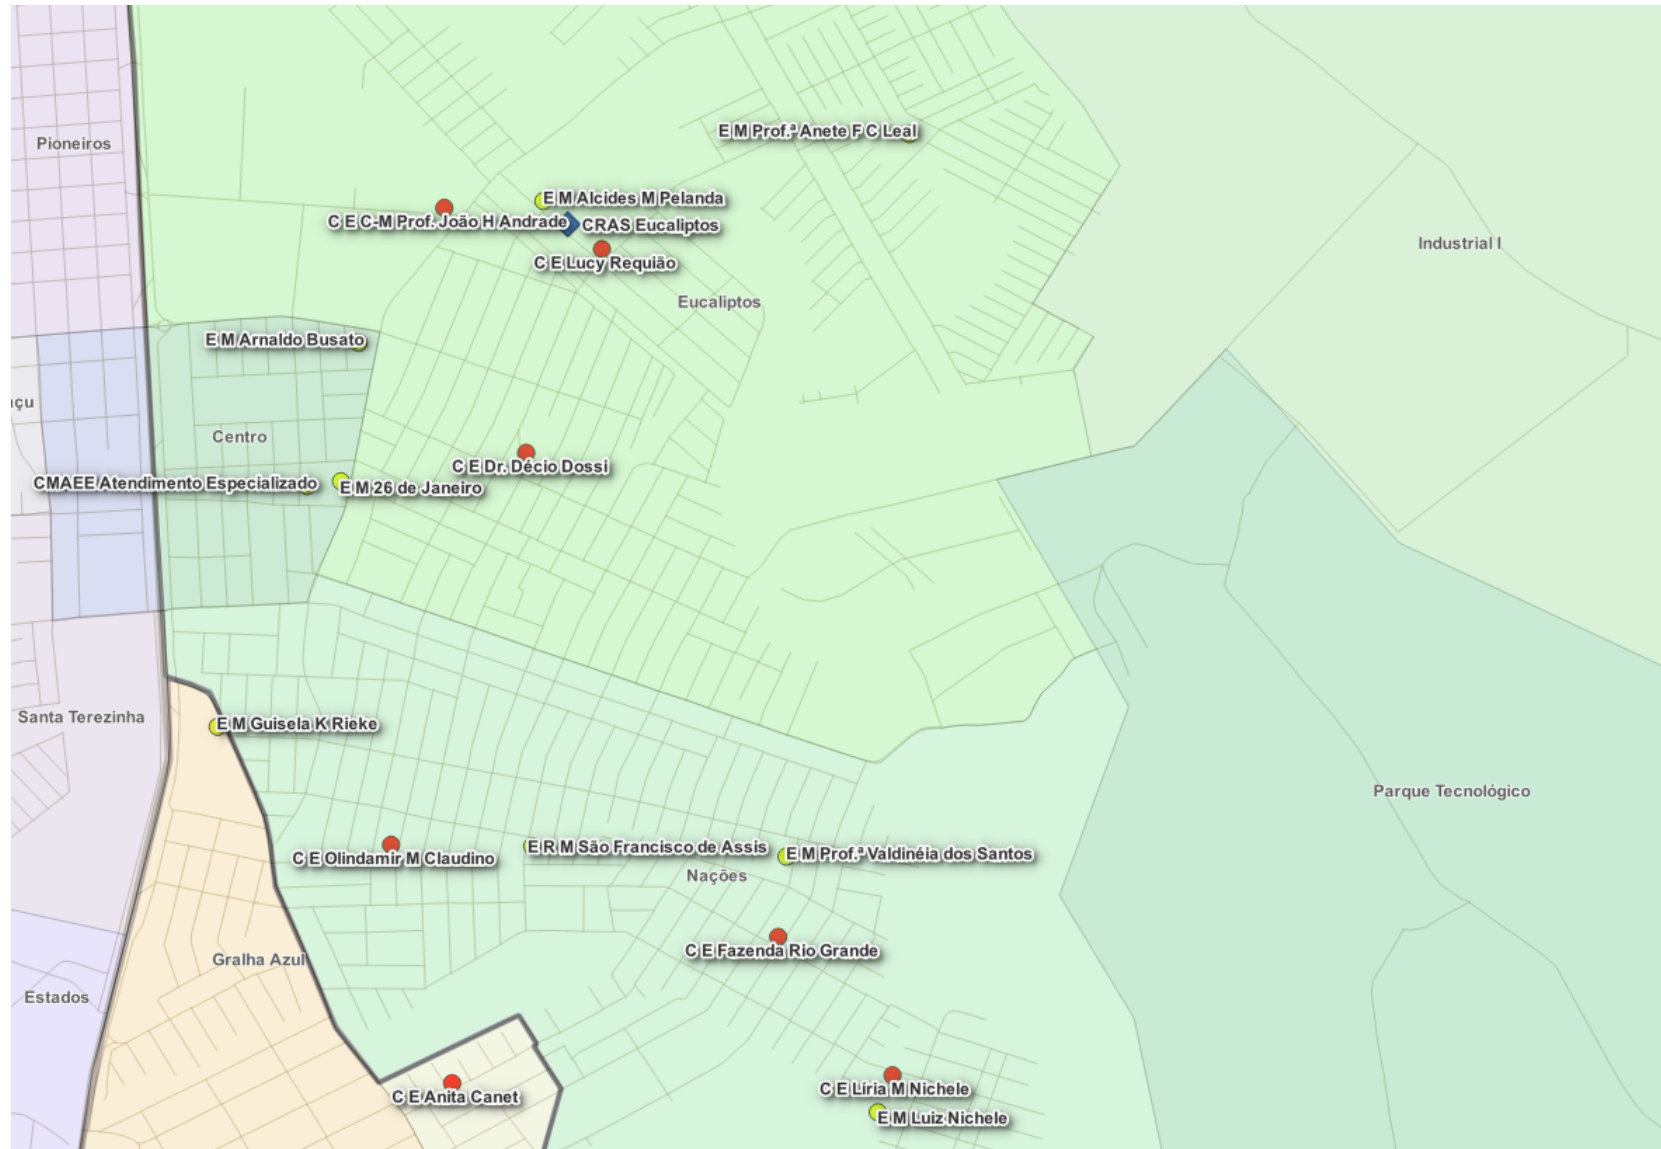 E M Prof.ª Anete F C Leal
Pioneiros
E M Alcides M Pelanda
C E C-M Prof. João H Andrade
CRAS Eucaliptos
Industrial I
C E Lucy Requião
Eucaliptos
E M Arnaldo Busato
çu
Centro
C E Dr. Décio Dossi
CMAEE Atendimento Especializado
E M 26 de Janeiro
Santa Terezinha
E M Guisela K Rieke
Parque Tecnológico
E R M São Francisco de Assis
E M Prof.ª Valdinéia dos Santos
C E Olindamir M Claudino
Nações
C E Fazenda Rio Grande
Gralha Azul
Estados
C E Líria M Nichele
C E Anita Canet
E M Luiz Nichele